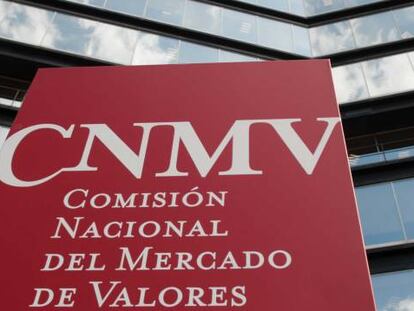 CNMV
COMISIÓN
NACIONAL
DEL MERCADO
DE VALORES